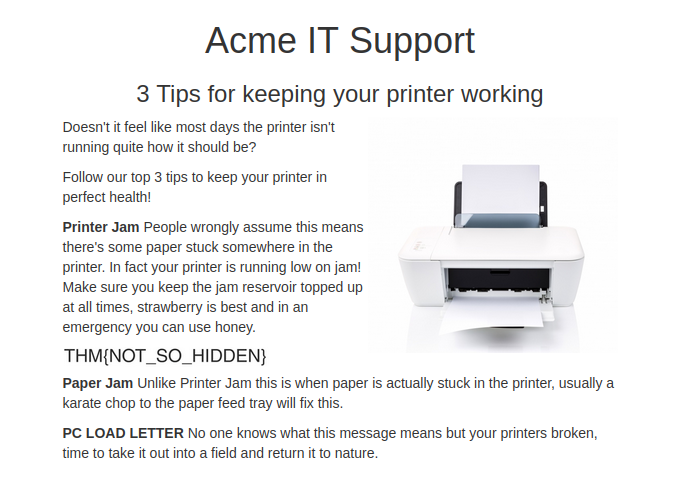 Acme IT Support
3 Tips for keeping your printer working
Doesn't it feel like most days the printer isn't
running quite how it should be?
Follow our top 3 tips to keep your printer in
perfect health!
Printer Jam People wrongly assume this means
there's some paper stuck somewhere in the
printer. In fact your printer is running low on jam!
Make sure you keep the jam reservoir topped up
at all times, strawberry is best and in an
emergency you can use honey.
THM{NOT_SO_HIDDEN}
Paper Jam Unlike Printer Jam this is when paper is actually stuck in the printer, usually a
karate chop to the paper feed tray will fix this.
PC LOAD LETTER No one knows what this message means but your printers broken,
time to take it out into a field and return it to nature.